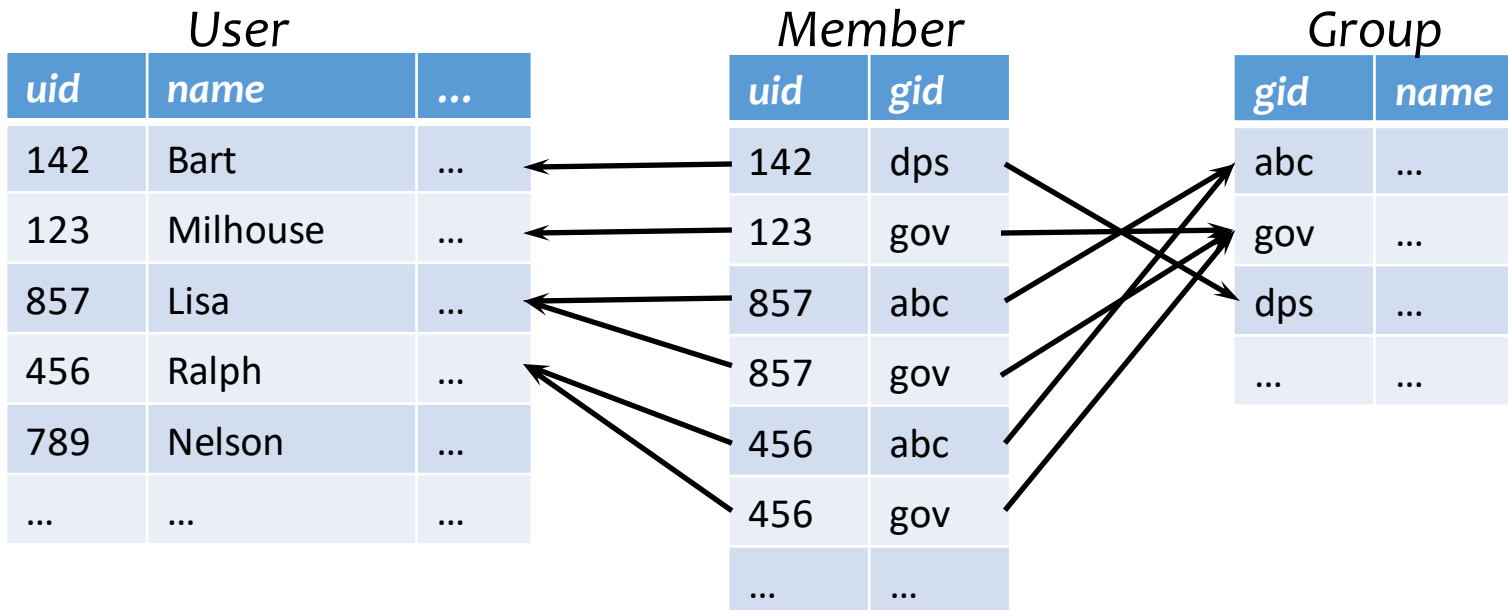 User
uid name ...
142 Bart ...
123 Milhouse ...
857 Lisa ...
456 Ralph ...
789 Nelson ...
... ... ...
Member
uid gid
142 dps
123 gov
857 abc
857 gov
456 abc
456 gov
... ...
Group
gid name
abc ...
gov ...
dps ...
... ...